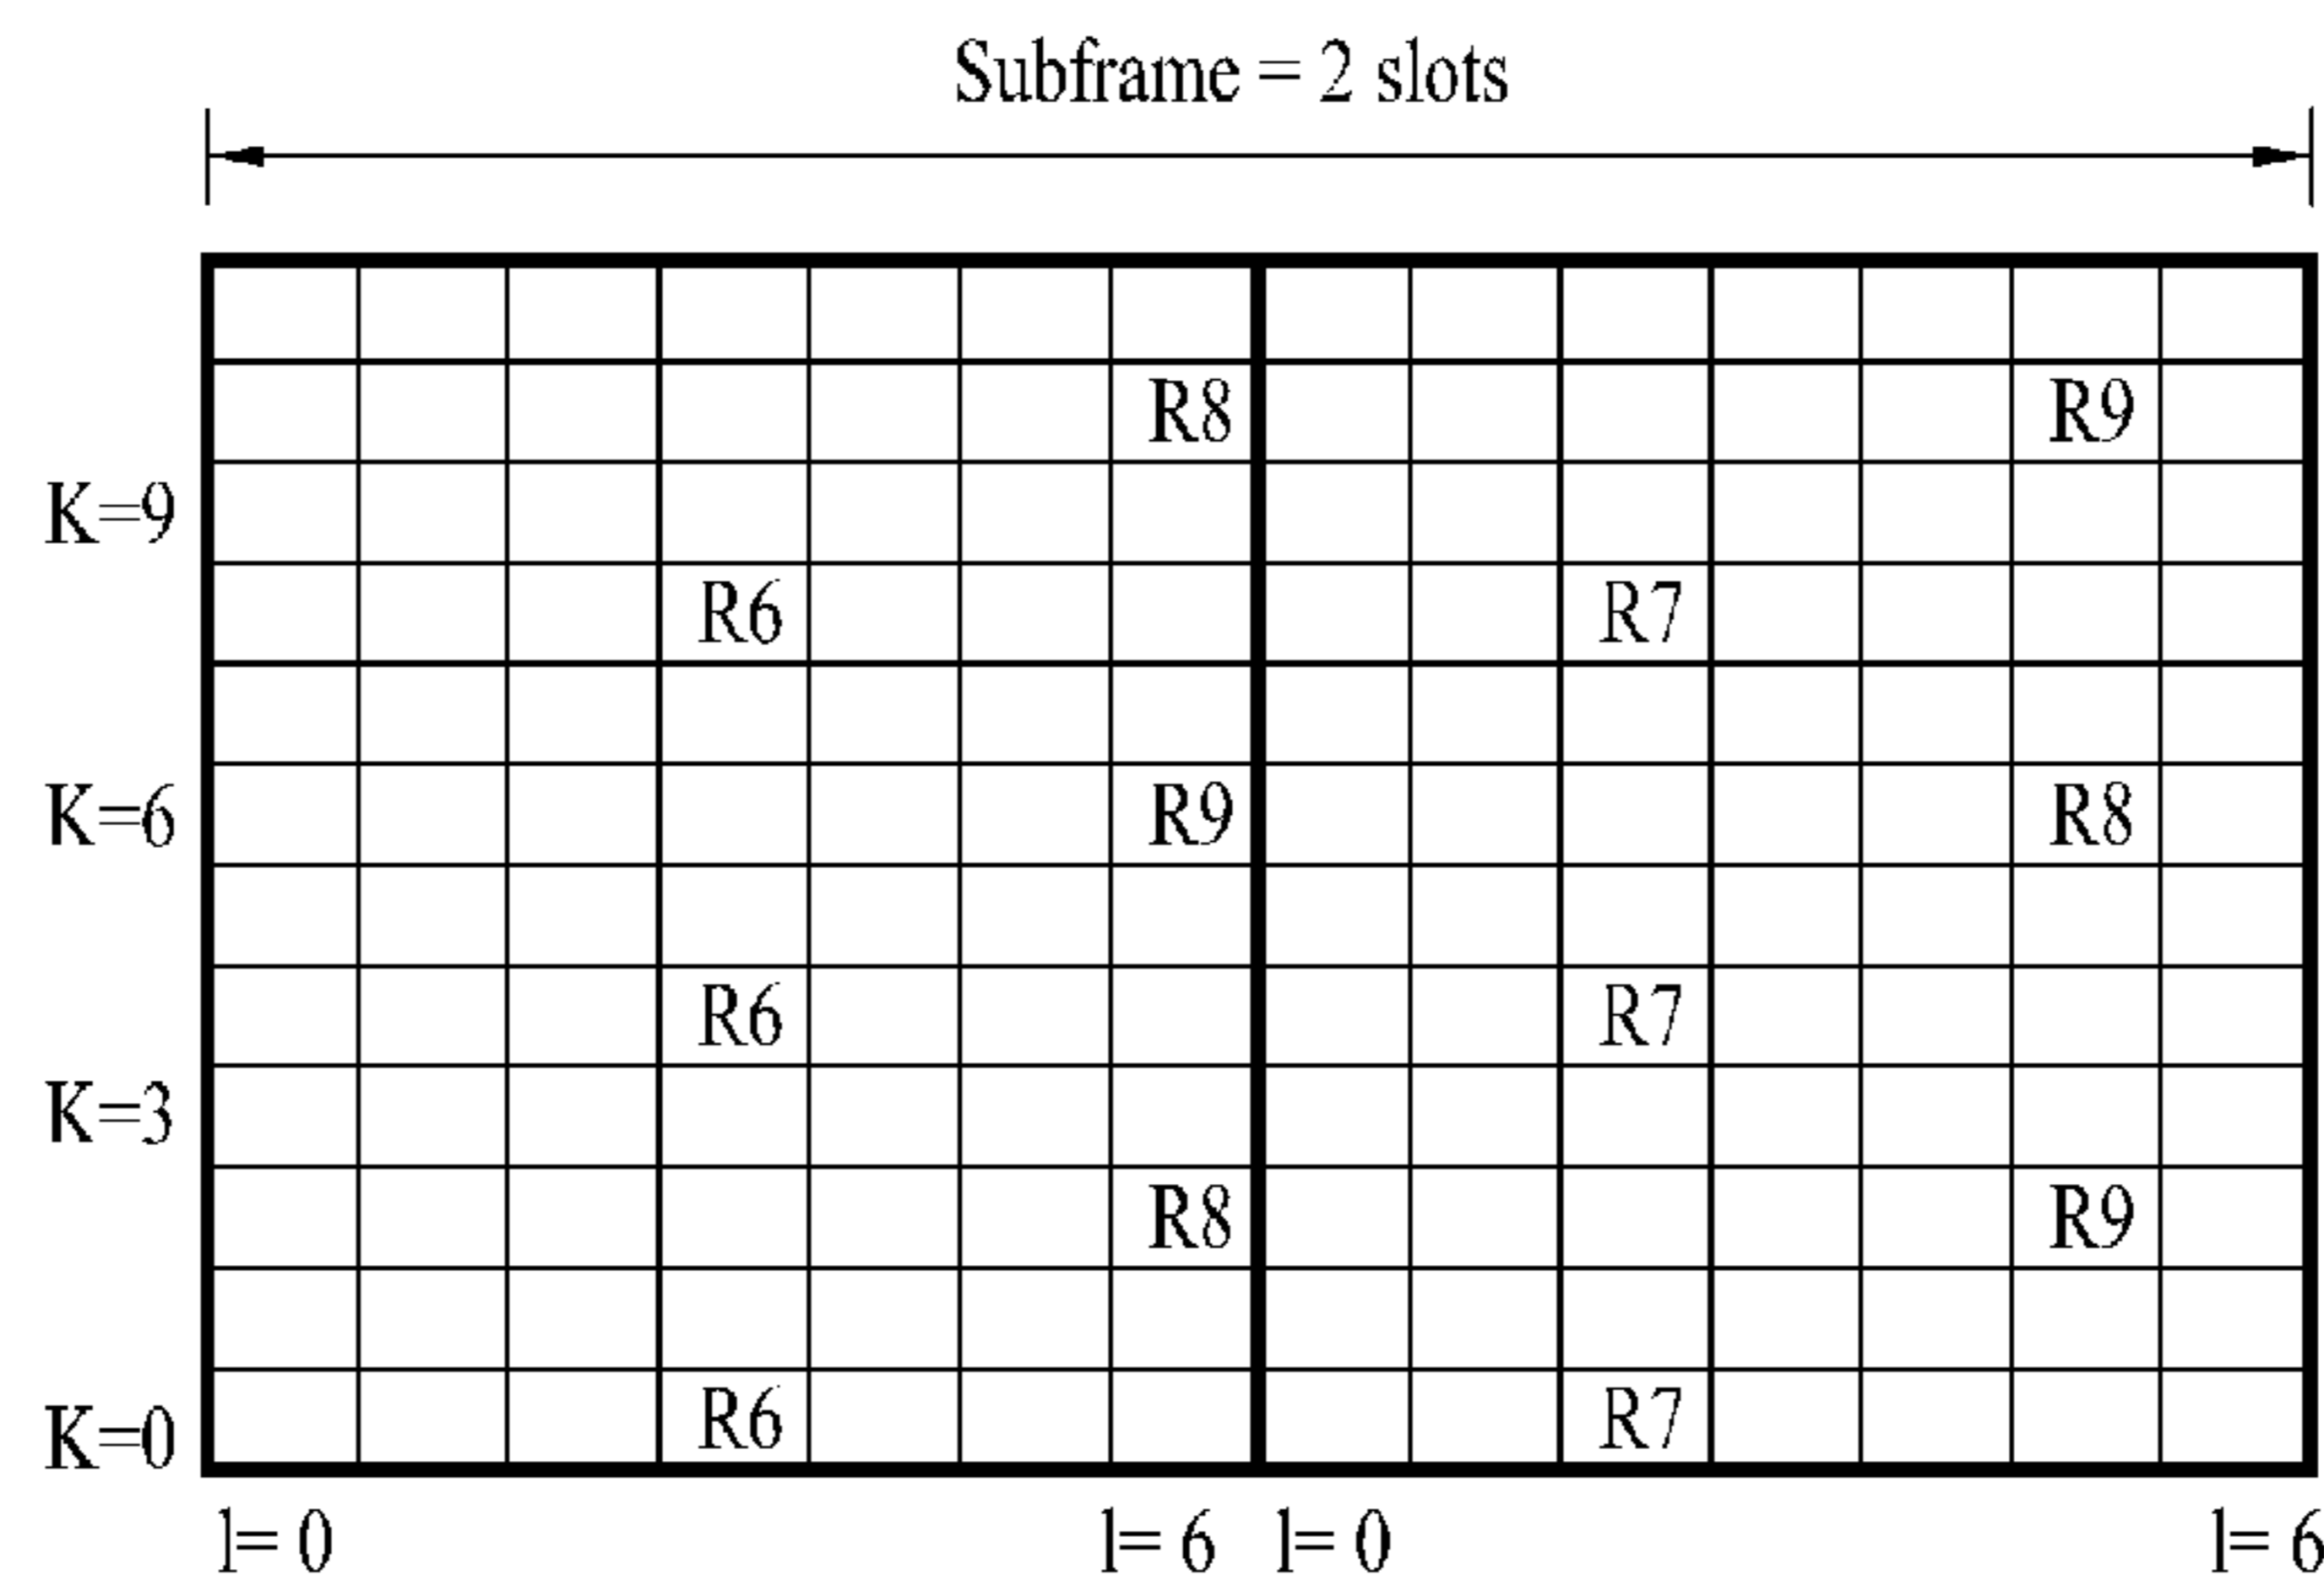 Subframe = 2 slots
R8 R9
K=9
R6 R7
K=6 R9 R8
R6 R7
K=3
R8 R9
K=0 R6 R7
l= 0 l= 6 l= 0 l= 6